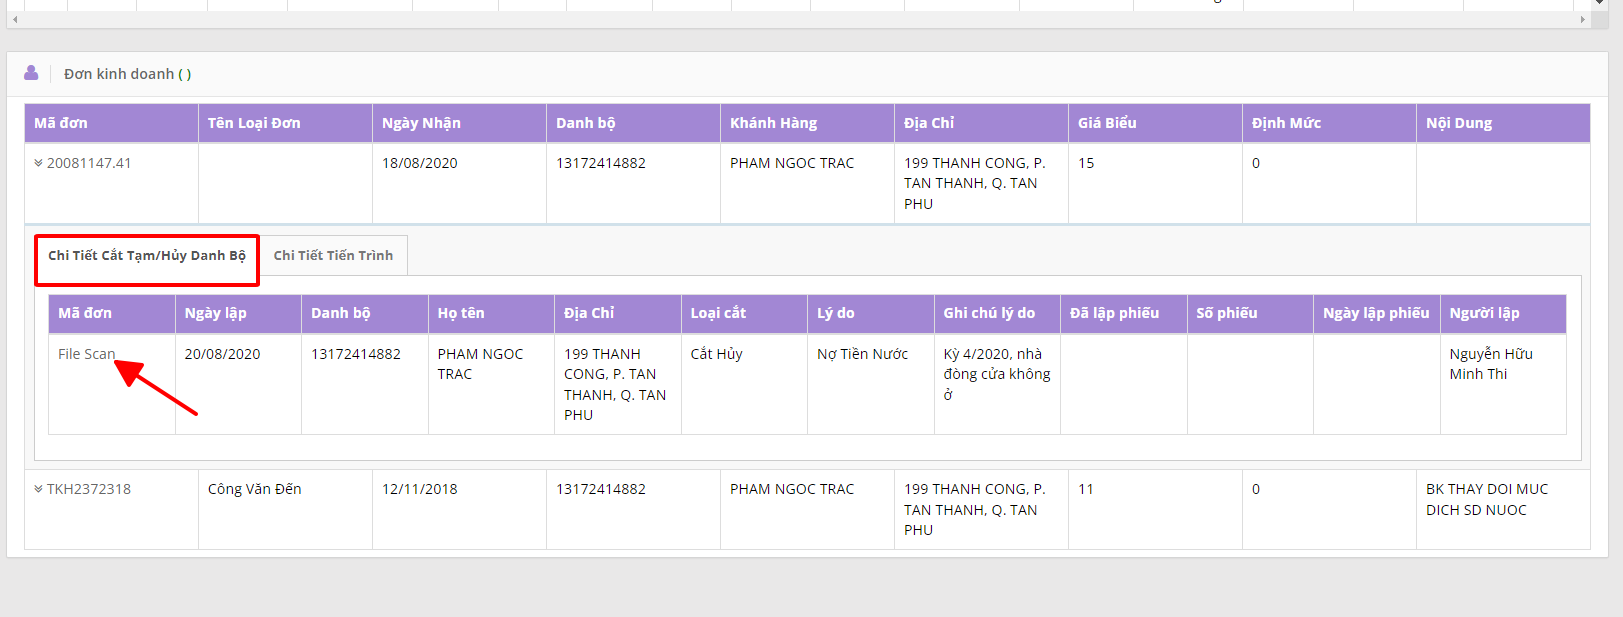 Đơn kinh doanh ( )
Mã đơn Tên Loại Đơn Ngày Nhận Danh bộ Khánh Hàng Địa Chỉ Giá Biểu Định Mức Nội Dung
20081147.41 18/08/2020 13172414882 PHAM NGOC TRAC 199 THANH CONG, P. 15 0
TAN THANH, Q. TAN
PHU
Chi Tiết Cắt Tạm/Hủy Danh Bộ Chi Tiết Tiến Trình
Mã đơn Ngày lập Danh bộ Họ tên Địa Chỉ Loại cắt Lý do Ghi chú lý do Đã lập phiếu Số phiếu Ngày lập phiếu Người lập
File Scan 20/08/2020 13172414882 PHAM NGOC 199 THANH Cắt Hủy Nợ Tiền Nước Kỳ 4/2020, nhà Nguyễn Hữu
TRAC CONG, P. TAN đòng cửa không Minh Thi
THANH, Q. TAN ở
PHU
TKH2372318 Công Văn Đến 12/11/2018 13172414882 PHAM NGOC TRAC 199 THANH CONG, P. 11 0 BK THAY DOI MUC
TAN THANH, Q. TAN DICH SD NUOC
PHU